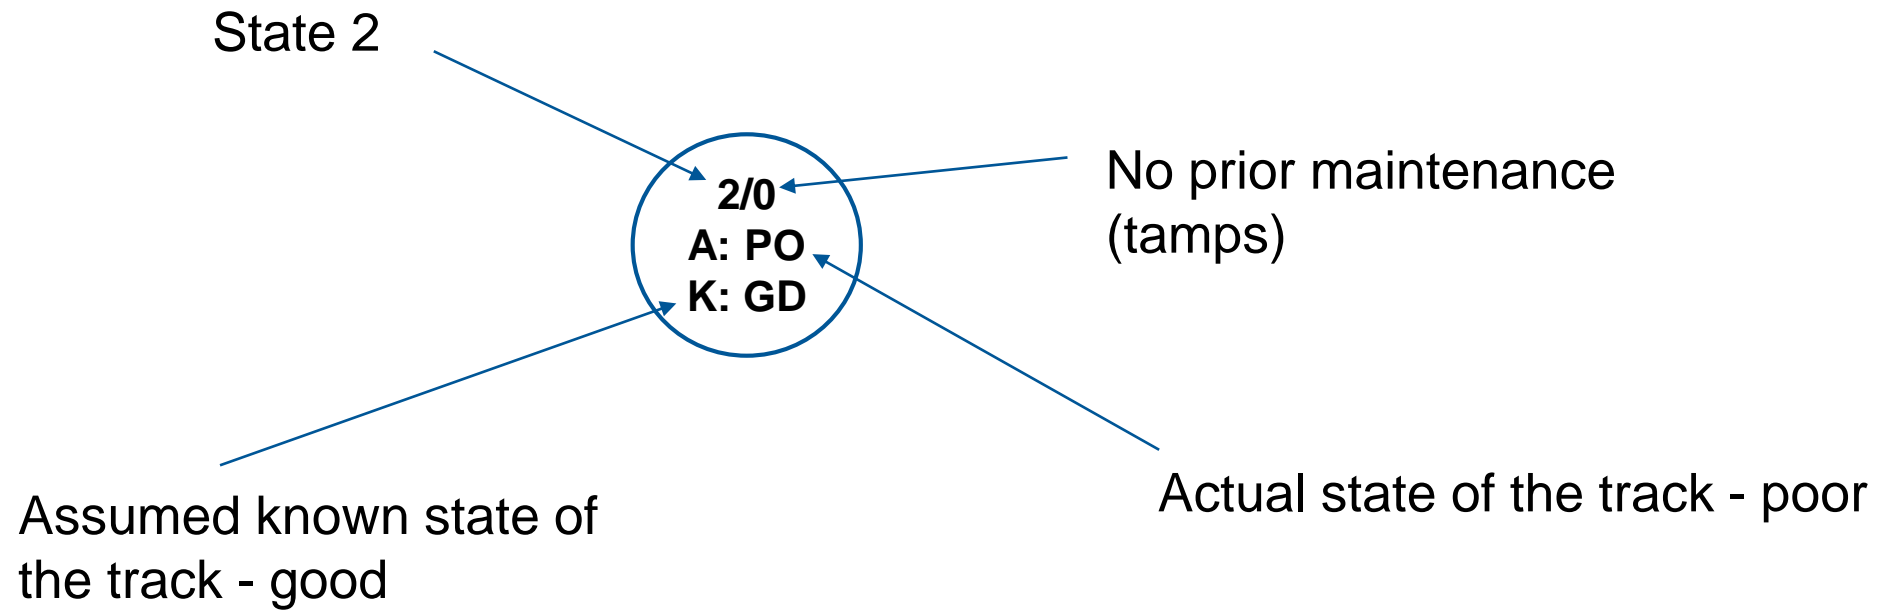 State 2
No prior maintenance
(tamps)
2/0
A: PO
K: GD
Actual state of the track - poor
Assumed known state of
the track - good